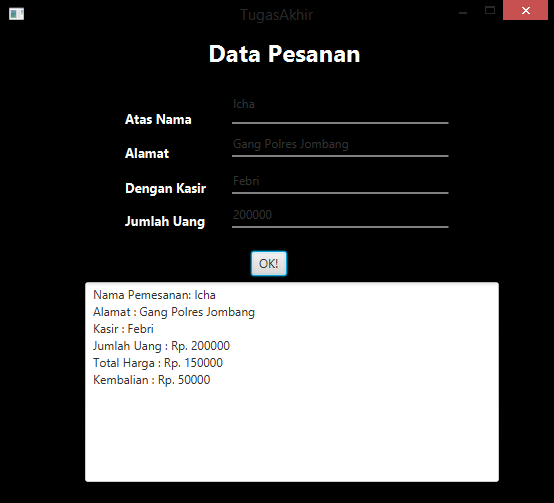 TugasAkhir
Data Pesanan
Atas Nama Icha
Alamat Gang Polres Jombang
Dengan Kasir Febri
Jumlah Uang 200000
OK!
Nama Pemesanan: Icha
Alamat : Gang Polres Jombang
Kasir : Febri
Jumlah Uang : Rp. 200000
Total Harga : Rp. 150000
Kembalian : Rp. 50000